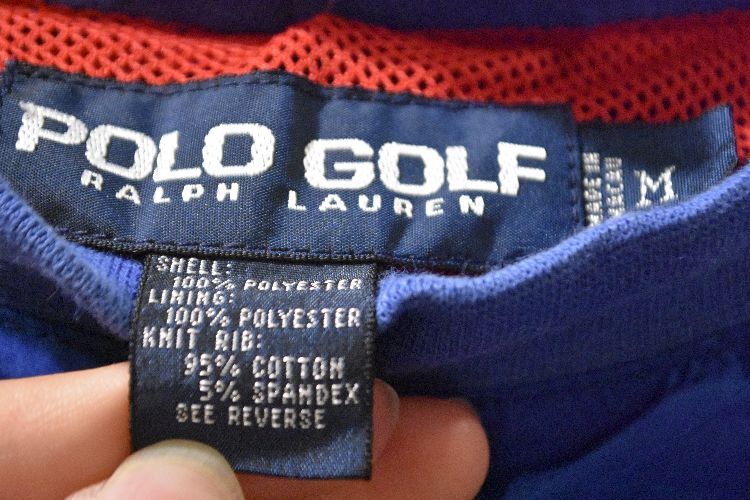 POLO GOLF
RALPH LAUREN
M
SHELL:
100% POLYESTER
LINING:
100% POLYESTER
KNIT RIB:
95% COTTON
5% SPANDEX
SEE REVERSE